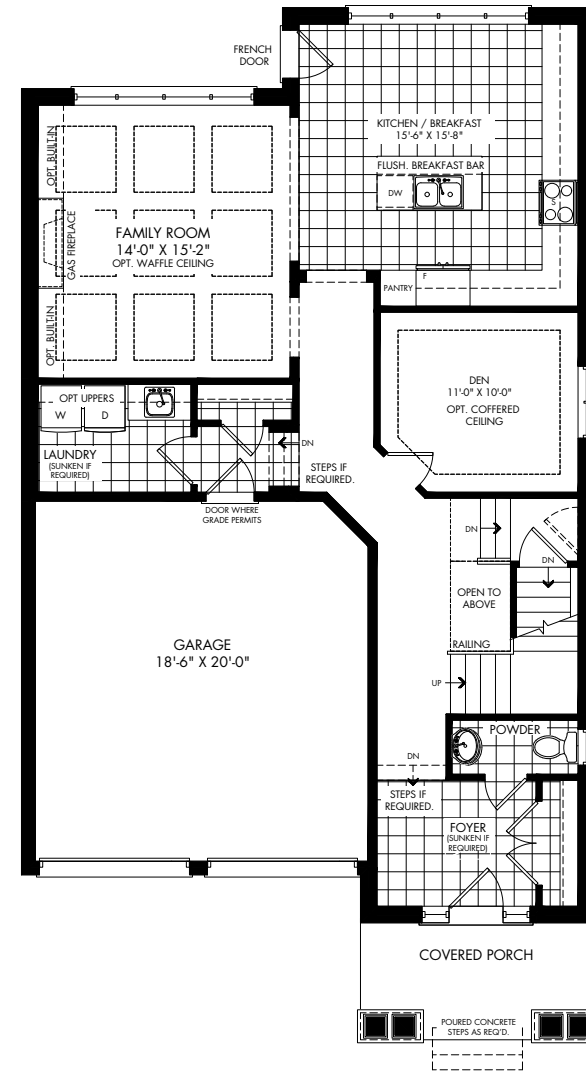 FRENCH
DOOR
KITCHEN / BREAKFAST
15'-6" X 15'-8"
FLUSH. BREAKFAST BAR
DW
S
OPT. BUILT-IN
FAMILY ROOM
14'-0" X 15'-2"
OPT. WAFFLE CEILING
GAS FIREPLACE
OPT. BUILT-IN
F
PANTRY
DEN
11'-0" X 10'-0"
OPT. COFFERED
CEILING
OPT UPPERS
W
D
LAUNDRY
(SUNKEN IF
REQUIRED)
DN
STEPS IF
REQUIRED.
DOOR WHERE
GRADE PERMITS
DN
DN
OPEN TO
ABOVE
RAILING
UP
GARAGE
18'-6" X 20'-0"
POWDER
DN
STEPS IF
REQUIRED.
FOYER
(SUNKEN IF
REQUIRED)
COVERED PORCH
POURED CONCRETE
STEPS AS REQ'D.